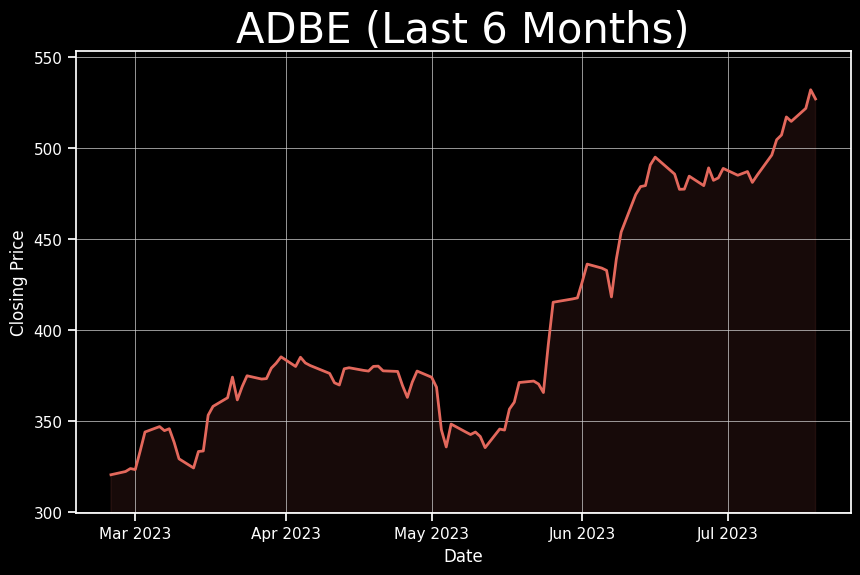 ADBE (Last 6 Months)
550
500
450
400
350
300
Closing Price
Mar 2023
Apr 2023
May 2023
Jun 2023
Jul 2023
Date